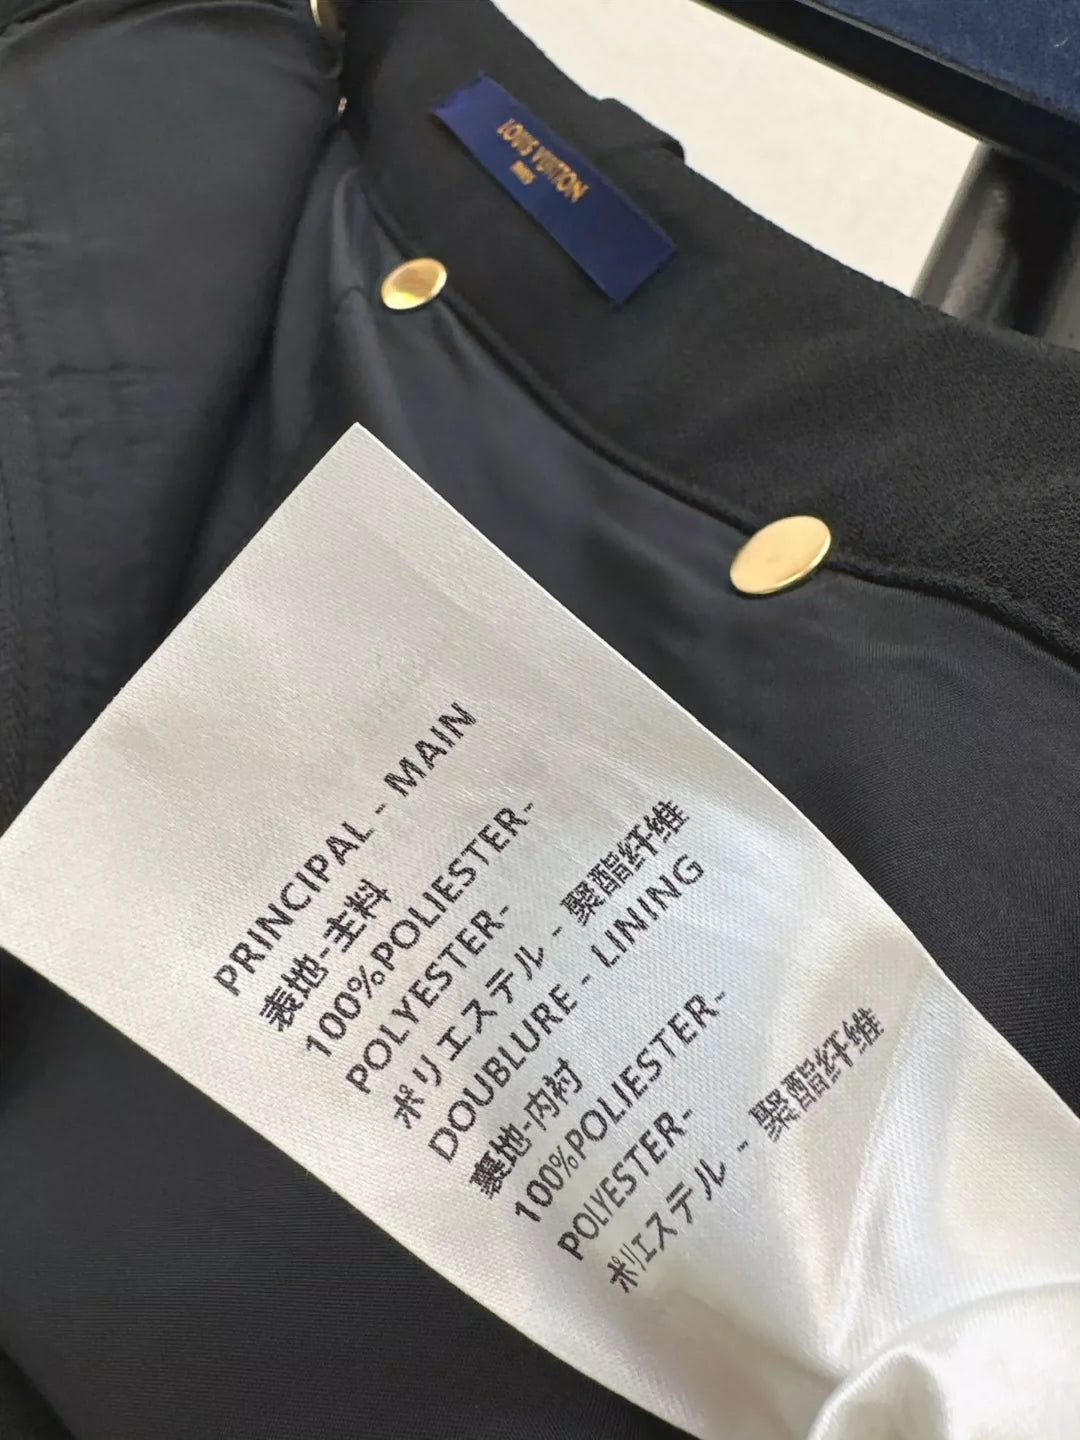 LOUIS VUITTON
PARIS
PRINCIPAL - MAIN
表地-主料
100%POLIESTER-
POLYESTER-
ポリエステル - 聚酯纤维
DOUBLURE - LINING
裏地-内衬
100%POLIESTER-
POLYESTER-
ポリエステル - 聚酯纤维